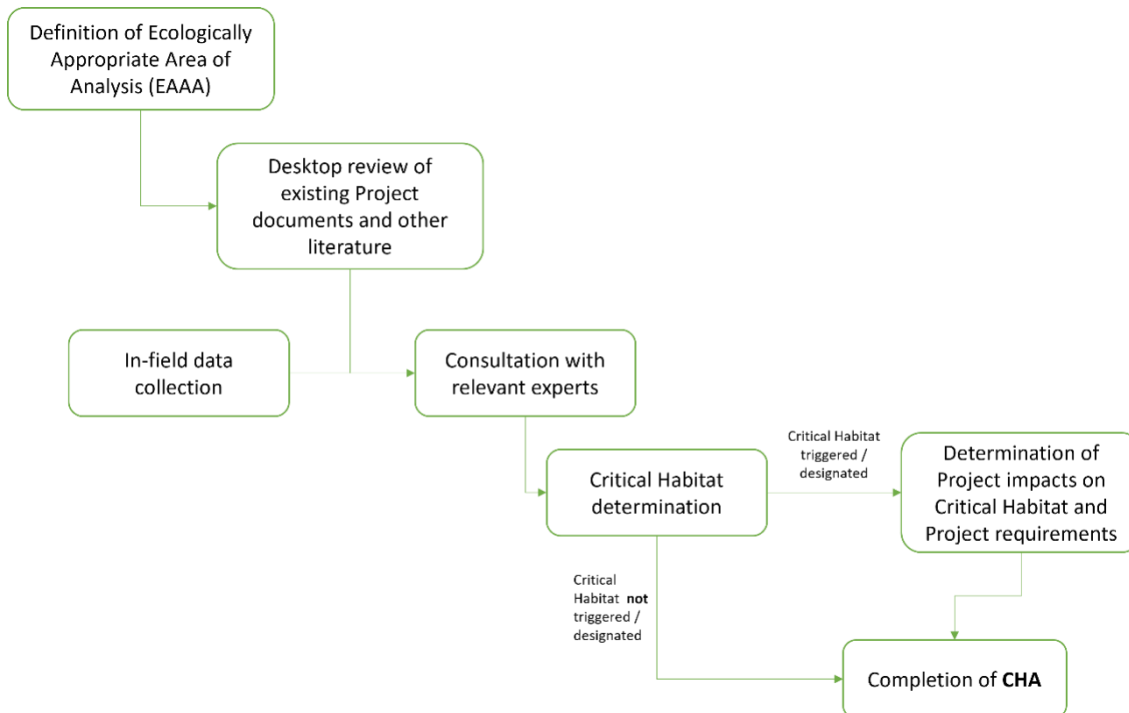 Definition of Ecologically
Appropriate Area of
Analysis (EAAA)
Desktop review of
existing Project
documents and other
literature
In-field data
collection
Consultation with
relevant experts
Critical Habitat
determination
Critical Habitat
triggered /
designated
Determination of
Project impacts on
Critical Habitat and
Project requirements
Critical
Habitat not
triggered /
designated
Completion of CHA